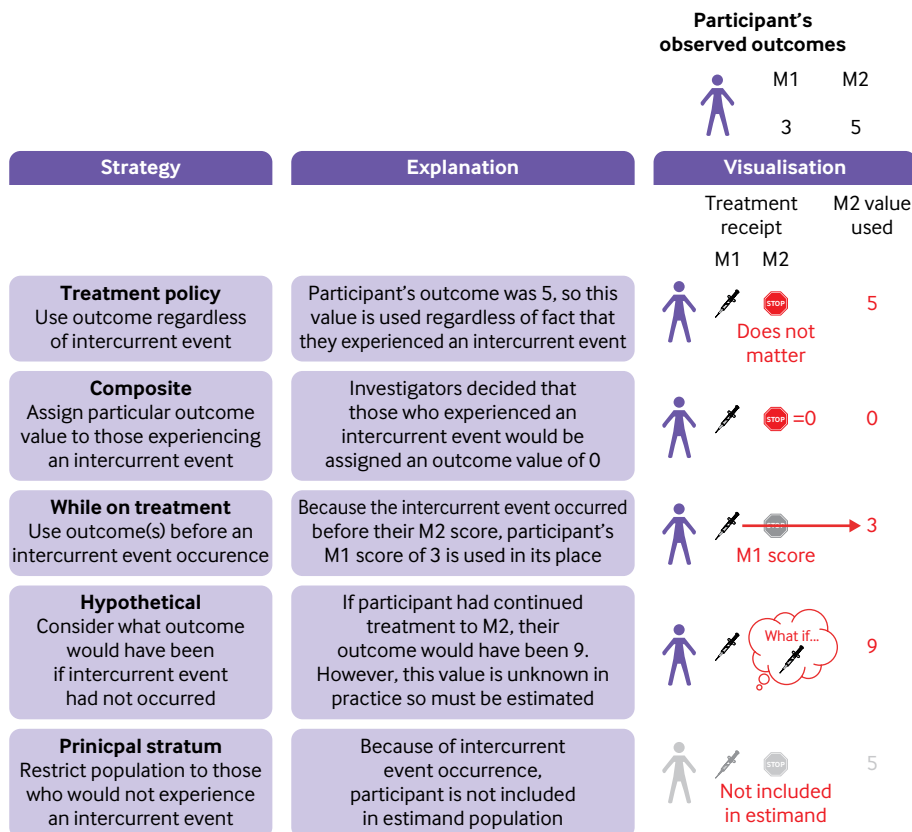 Participant's
observed outcomes
M1 M2
3 5
Strategy Explanation Visualisation
Treatment receipt M2 value used
M1 M2
Treatment policy
Use outcome regardless
of intercurrent event
Participant's outcome was 5, so this
value is used regardless of fact that
they experienced an intercurrent event
STOP
Does not
matter
5
Composite
Assign particular outcome
value to those experiencing
an intercurrent event
Investigators decided that
those who experienced an
intercurrent event would be
assigned an outcome value of 0
STOP =0
0
While on treatment
Use outcome(s) before an
intercurrent event occurence
Because the intercurrent event occurred
before their M2 score, participant's
M1 score of 3 is used in its place
STOP
M1 score
3
Hypothetical
Consider what outcome
would have been
if intercurrent event
had not occurred
If participant had continued
treatment to M2, their
outcome would have been 9.
However, this value is unknown in
practice so must be estimated
What if...
9
Prinicpal stratum
Restrict population to those
who would not experience
an intercurrent event
Because of intercurrent
event occurrence,
participant is not included
in estimand population
STOP
Not included
in estimand
5